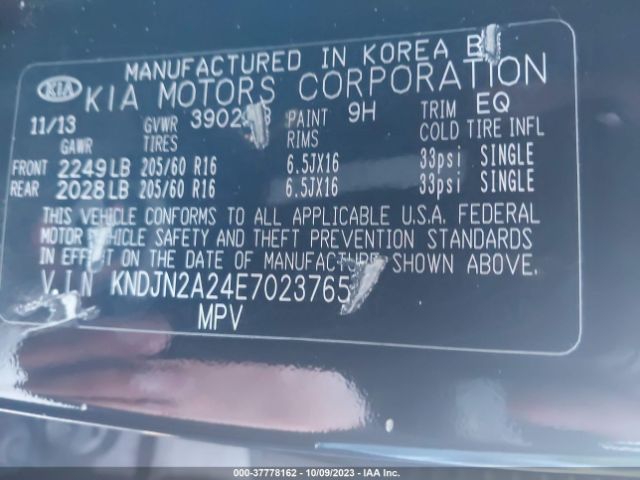 MANUFACTURED IN KOREA
KIA KIA MOTORS CORPORATION
11/13 GVWR PAINT 9H TRIM EQ
GAWR TIRES RIMS COLD TIRE INFL
FRONT 2249LB 205/60 R16 6.5JX16 33psi SINGLE
REAR 2028LB 205/60 R16 6.5JX16 33psi SINGLE
THIS VEHICLE CONFORMS TO ALL APPLICABLE U.S.A. FEDERAL
MOTOR VEHICLE SAFETY AND THEFT PREVENTION STANDARDS
IN EFFECT ON THE DATE OF MANUFACTURE SHOWN ABOVE.
V.I.N KNDJN2A24E7023765
MPV
000-37778162 - 10/09/2023 - IAA Inc.